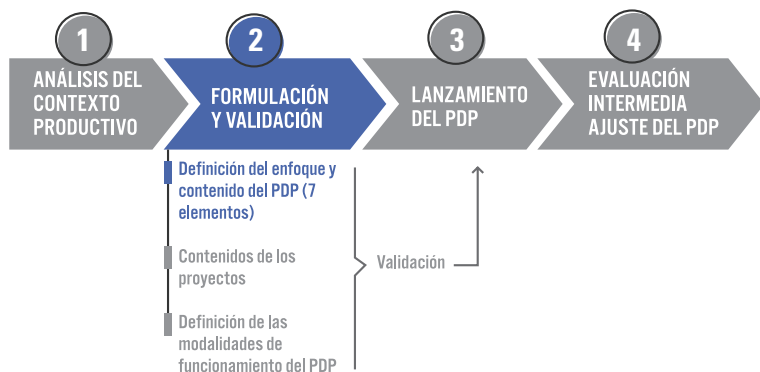 1
ANÁLISIS DEL
CONTEXTO
PRODUCTIVO
2
FORMULACIÓN
Y VALIDACIÓN
3
LANZAMIENTO
DEL PDP
4
EVALUACIÓN
INTERMEDIA
AJUSTE DEL PDP
Definición del enfoque y
contenido del PDP (7
elementos)
Contenidos de los
proyectos
Definición de las
modalidades de
funcionamiento del PDP
Validación